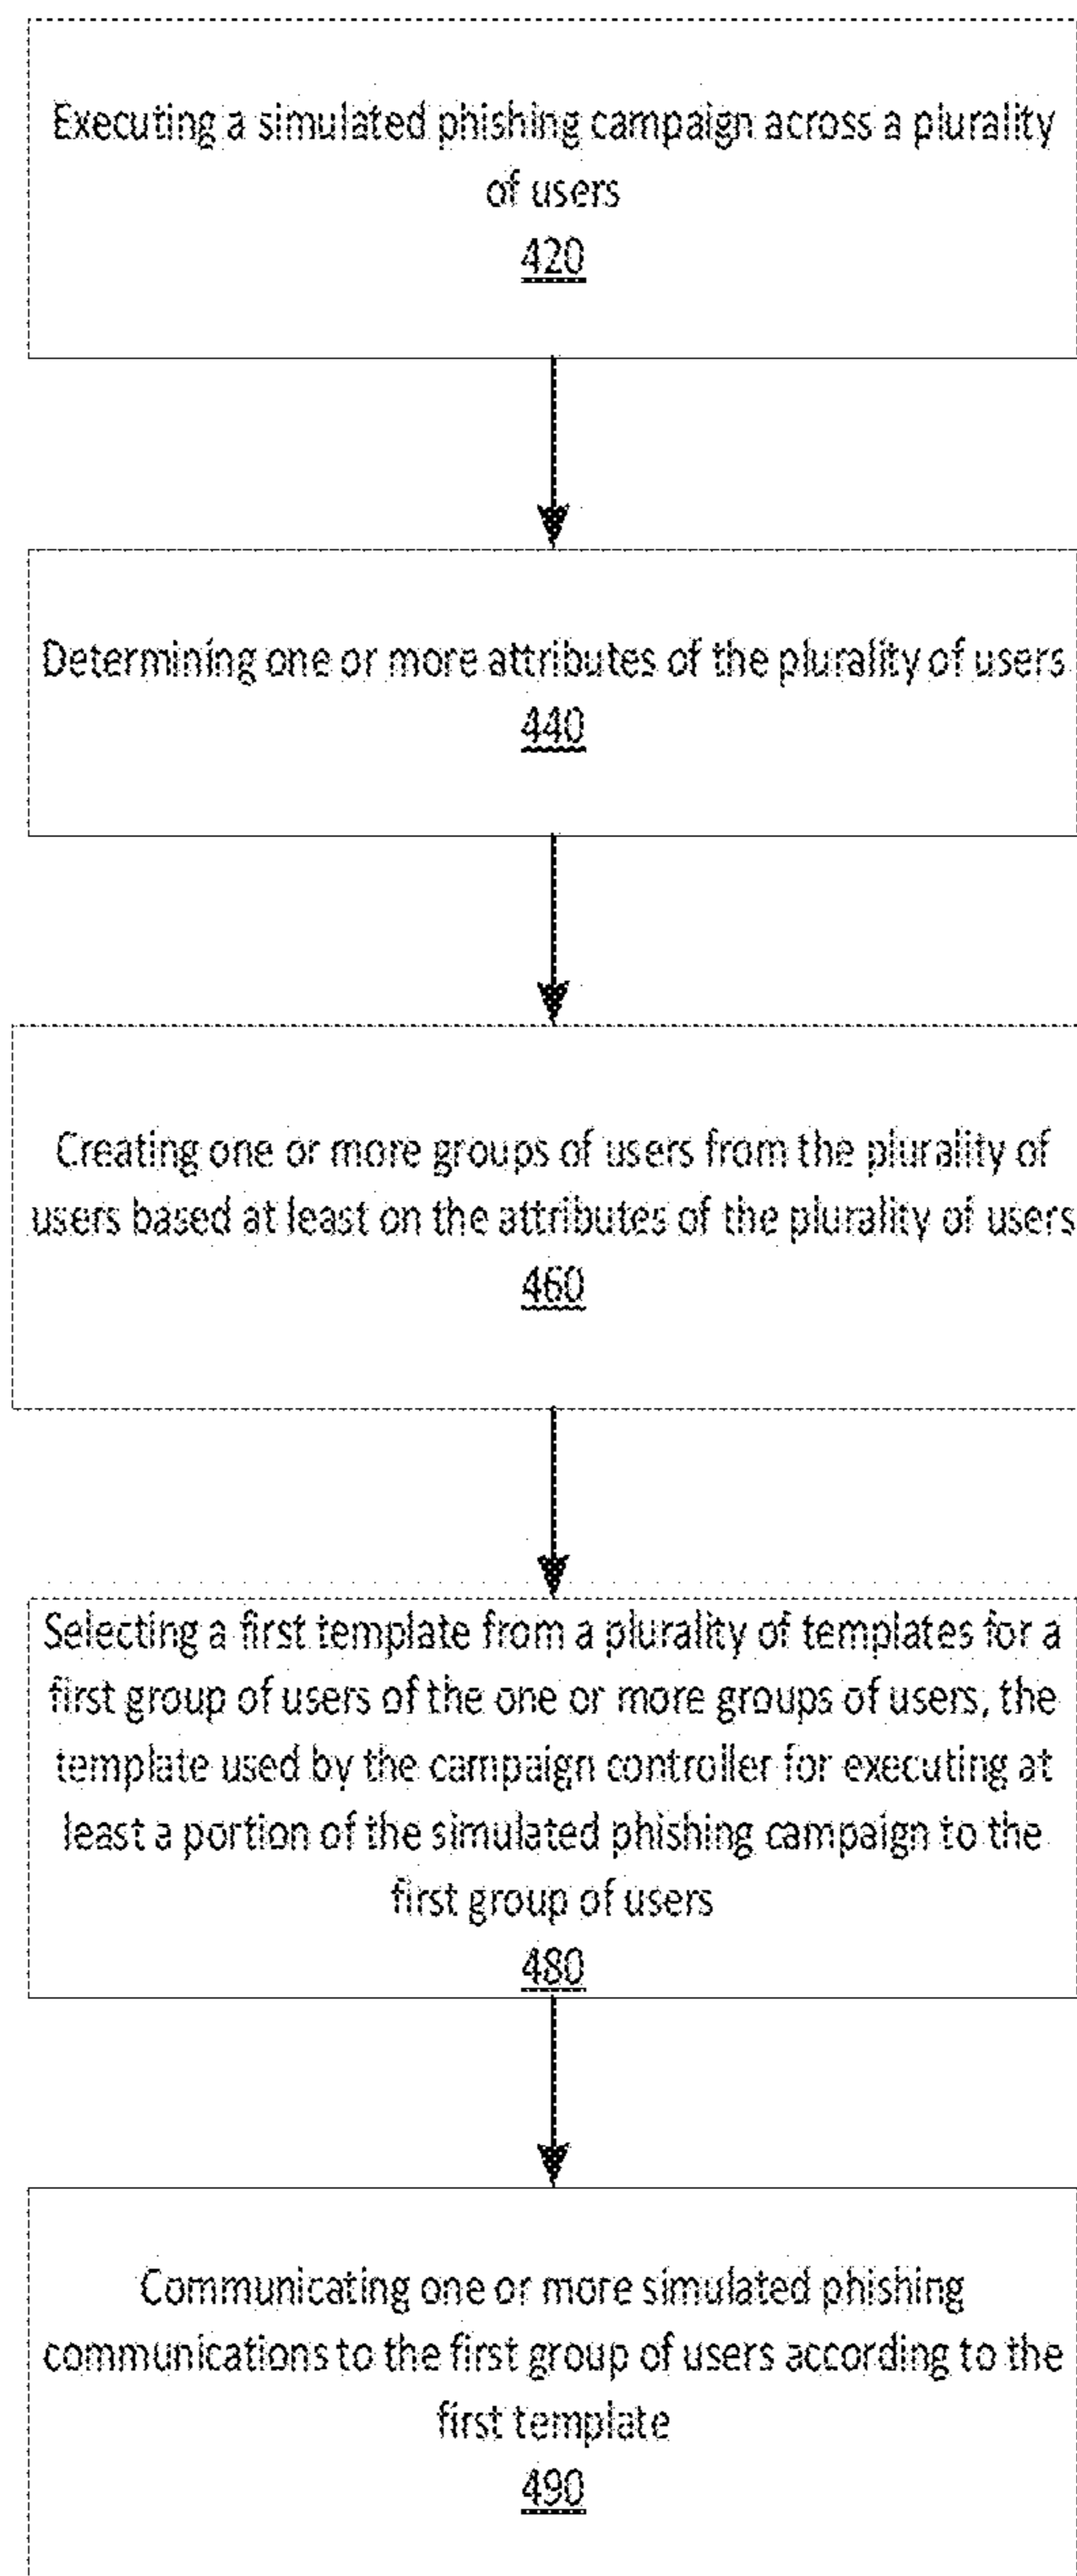 Executing a simulated phishing campaign across a plurality
of users
420
Determining one or more attributes of the plurality of users
440
Creating one or more groups of users from the plurality of
users based at least on the attributes of the plurality of users
460
Selecting a first template from a plurality of templates for a
first group of users of the one or more groups of users, the
template used by the campaign controller for executing at
least a portion of the simulated phishing campaign to the
first group of users
480
Communicating one or more simulated phishing
communications to the first group of users according to the
first template
490